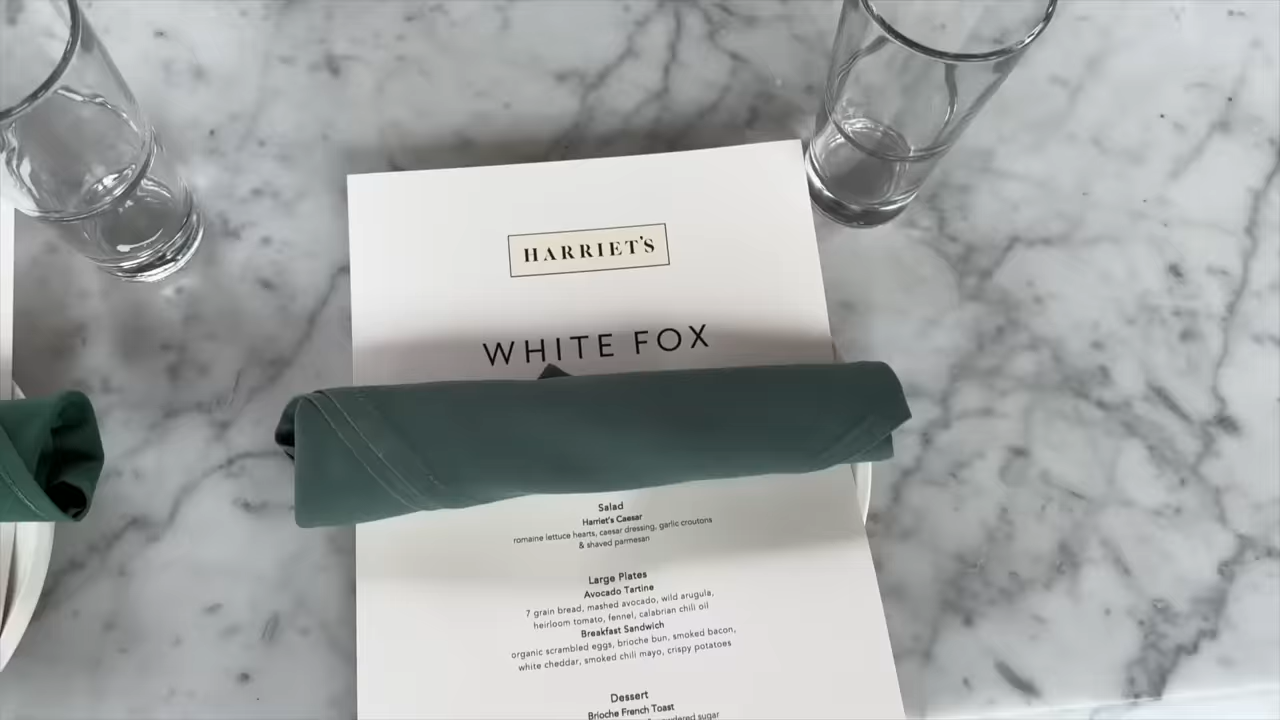 HARRIET'S
WHITE FOX
Salad
Harriet's Caesar
romaine lettuce hearts, caesar dressing, garlic croutons
& shaved parmesan
Large Plates
Avocado Tartine
7 grain bread, mashed avocado, wild arugula,
heirloom tomato, fennel, calabrian chili oil
Breakfast Sandwich
organic scrambled eggs, brioche bun, smoked bacon,
white cheddar, smoked chili mayo, crispy potatoes
Dessert
Brioche French Toast
powdered sugar